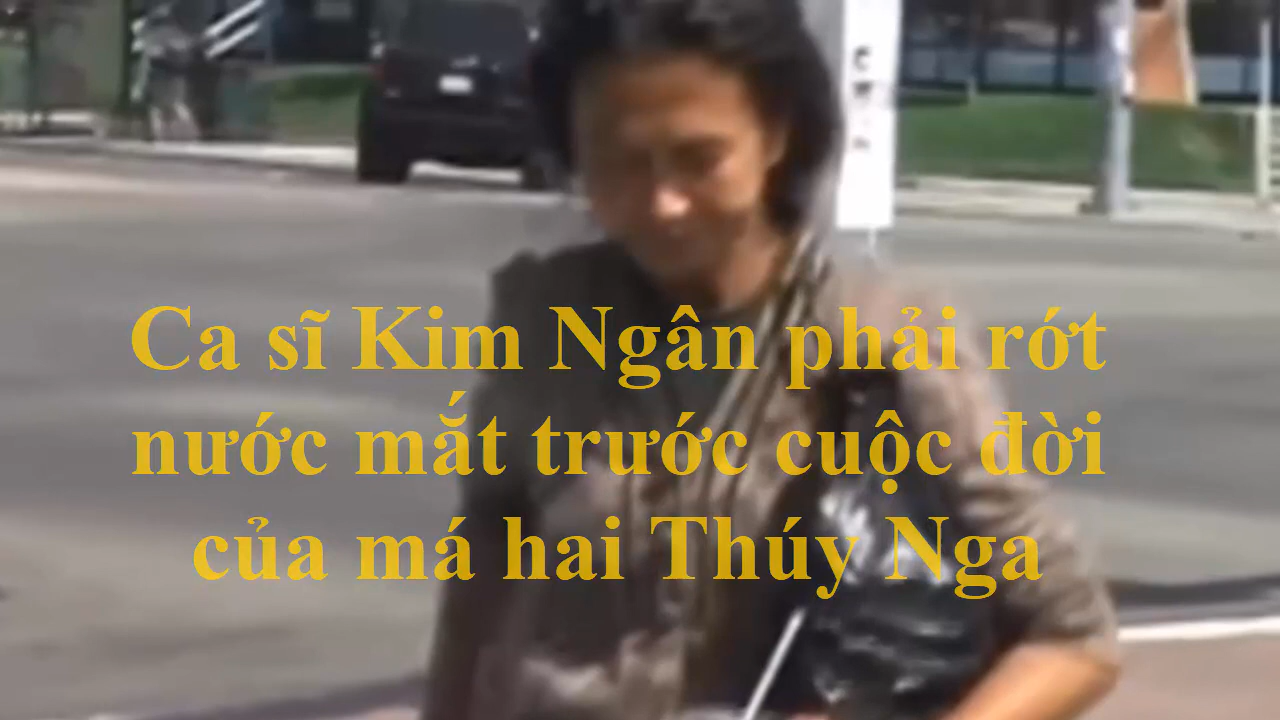 Ca sĩ Kim Ngân phải rớt
nước mắt trước cuộc đời
của má hai Thúy Nga